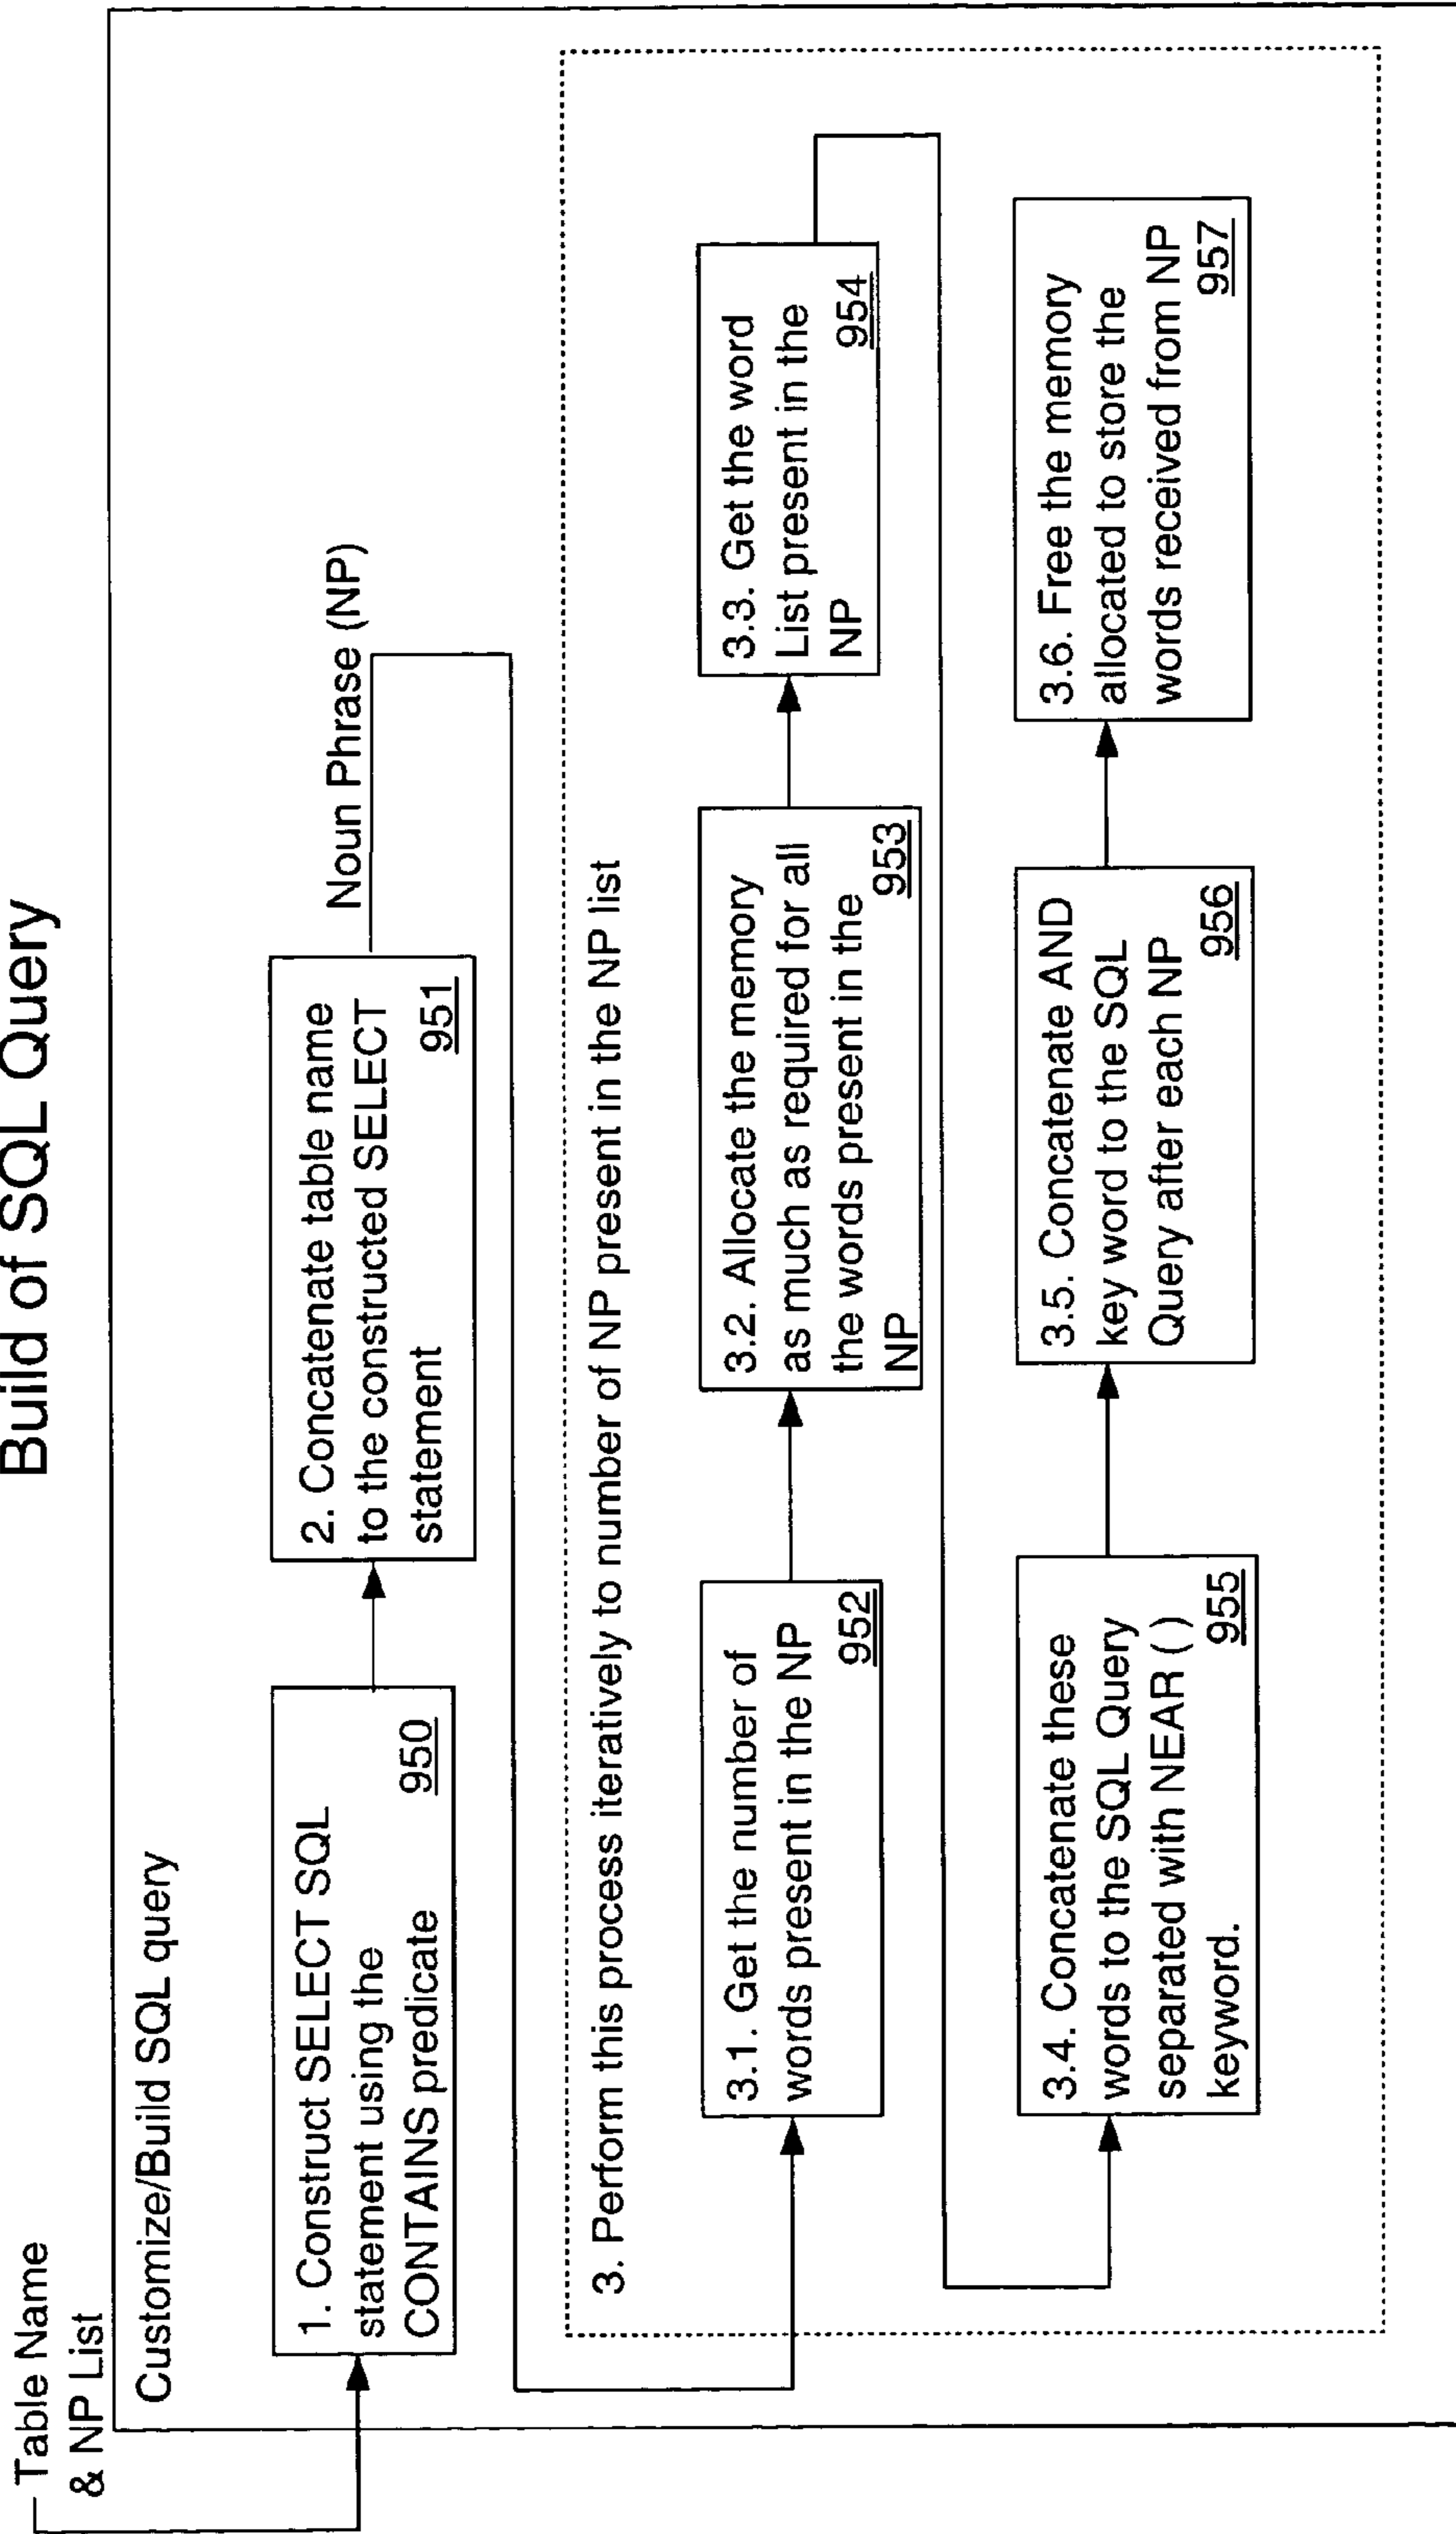 Build of SQL Query
Table Name
& NP List
Customize/Build SQL query
1. Construct SELECT SQL
statement using the
CONTAINS predicate
950
2. Concatenate table name
to the constructed SELECT
statement
951
Noun Phrase (NP)
3. Perform this process iteratively to number of NP present in the NP list
3.1. Get the number of
words present in the NP
952
3.2. Allocate the memory
as much as required for all
the words present in the
NP
953
3.3. Get the word
List present in the
NP
954
3.4. Concatenate these
words to the SQL Query
separated with NEAR ( )
keyword.
955
3.5. Concatenate AND
key word to the SQL
Query after each NP
956
3.6. Free the memory
allocated to store the
words received from NP
957